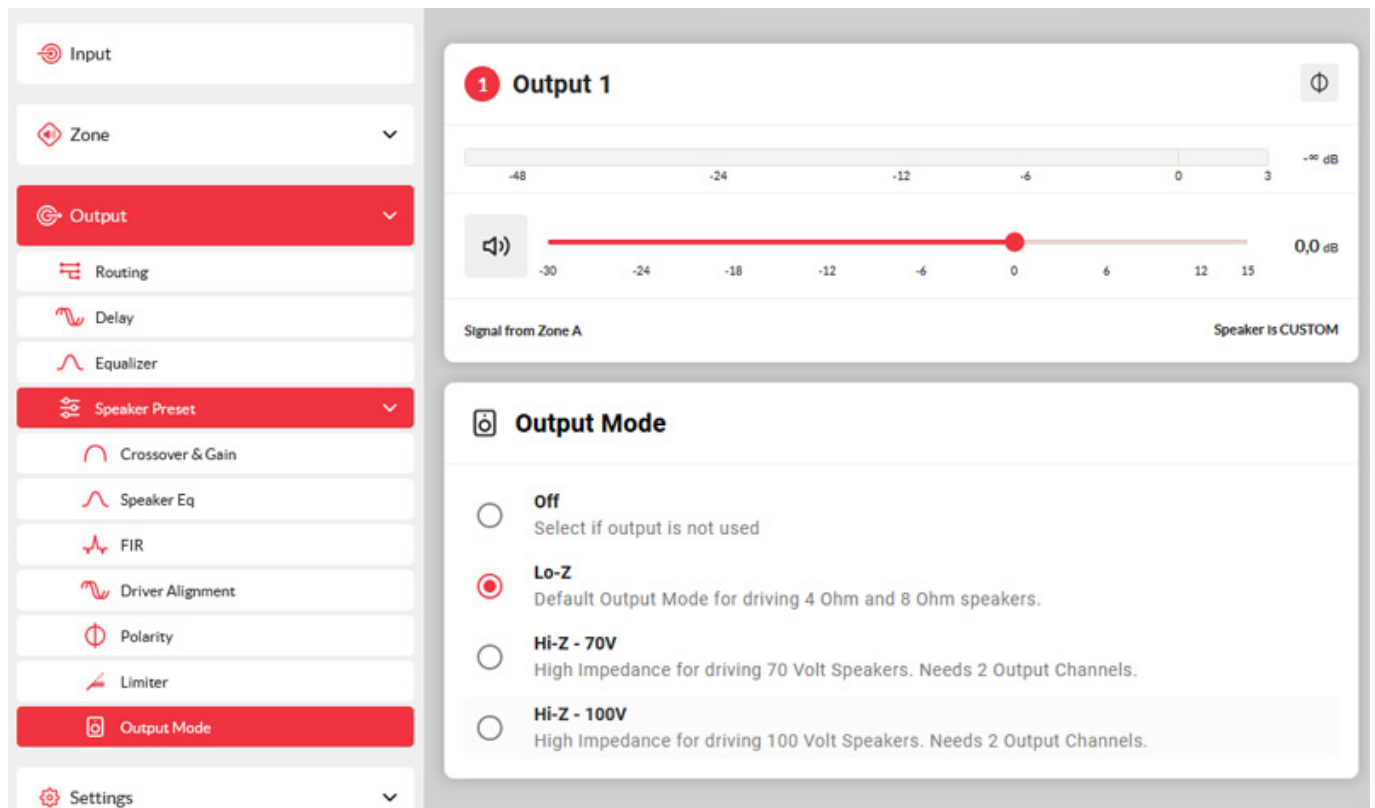 Input
Zone
Output
Routing
Delay
Equalizer
Speaker Preset
Crossover & Gain
Speaker Eq
FIR
Driver Alignment
Polarity
Limiter
Output Mode
Settings
1 Output 1
-∞ dB
-48 -24 -12 -6 0 3
0,0 dB
-30 -24 -18 -12 -6 0 6 12 15
Signal from Zone A Speaker is CUSTOM
Output Mode
Off
Select if output is not used
Lo-Z
Default Output Mode for driving 4 Ohm and 8 Ohm speakers.
Hi-Z - 70V
High Impedance for driving 70 Volt Speakers. Needs 2 Output Channels.
Hi-Z - 100V
High Impedance for driving 100 Volt Speakers. Needs 2 Output Channels.